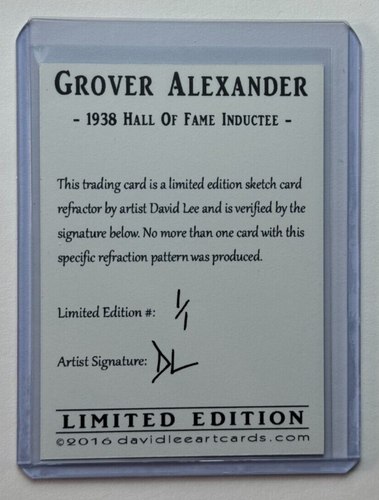 Grover Alexander
- 1938 Hall Of Fame Inductee -
This trading card is a limited edition sketch card
refractor by artist David Lee and is verified by the
signature below. No more than one card with this
specific refraction pattern was produced.
Limited Edition #: 1/1
Artist Signature: DL
LIMITED EDITION
©2016 davidleeartcards.com